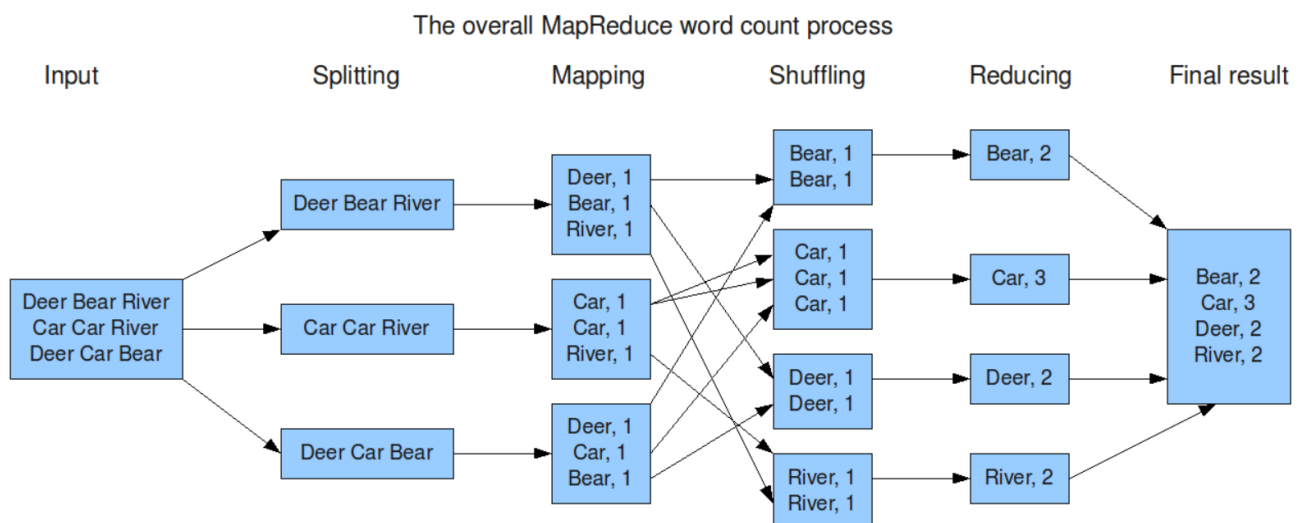 The overall MapReduce word count process
Input
Splitting
Mapping
Shuffling
Reducing
Final result
Deer Bear River
Car Car River
Deer Car Bear
Deer Bear River
Car Car River
Deer Car Bear
Deer, 1
Bear, 1
River, 1
Car, 1
Car, 1
River, 1
Deer, 1
Car, 1
Bear, 1
Bear, 1
Bear, 1
Car, 1
Car, 1
Car, 1
Deer, 1
Deer, 1
River, 1
River, 1
Bear, 2
Car, 3
Deer, 2
River, 2
Bear, 2
Car, 3
Deer, 2
River, 2